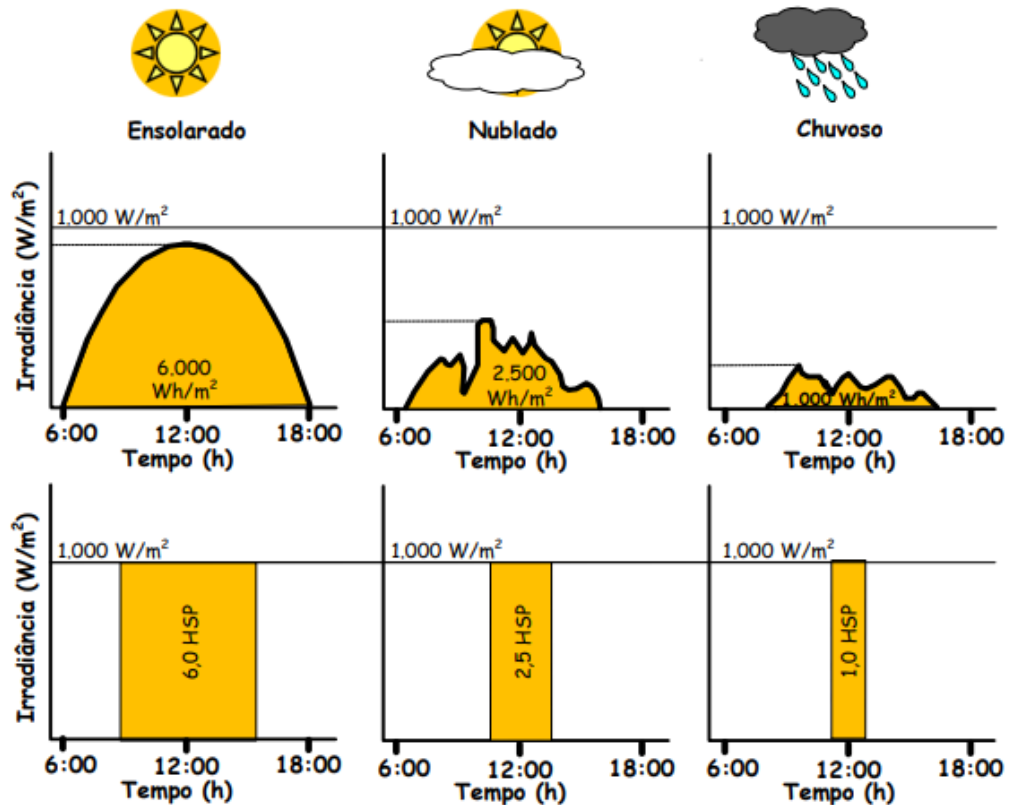 Ensolarado
Nublado
Chuvoso
Irradiância (W/m²)
1,000 W/m²
6,000
Wh/m²
6:00
12:00
18:00
Tempo (h)
1,000 W/m²
2,500
Wh/m²
6:00
12:00
18:00
Tempo (h)
1,000 W/m²
1,000 Wh/m²
6:00
12:00
18:00
Tempo (h)
Irradiância (W/m²)
1,000 W/m²
6,0 HSP
6:00
12:00
18:00
Tempo (h)
1,000 W/m²
2,5 HSP
6:00
12:00
18:00
Tempo (h)
1,000 W/m²
1,0 HSP
6:00
12:00
18:00
Tempo (h)